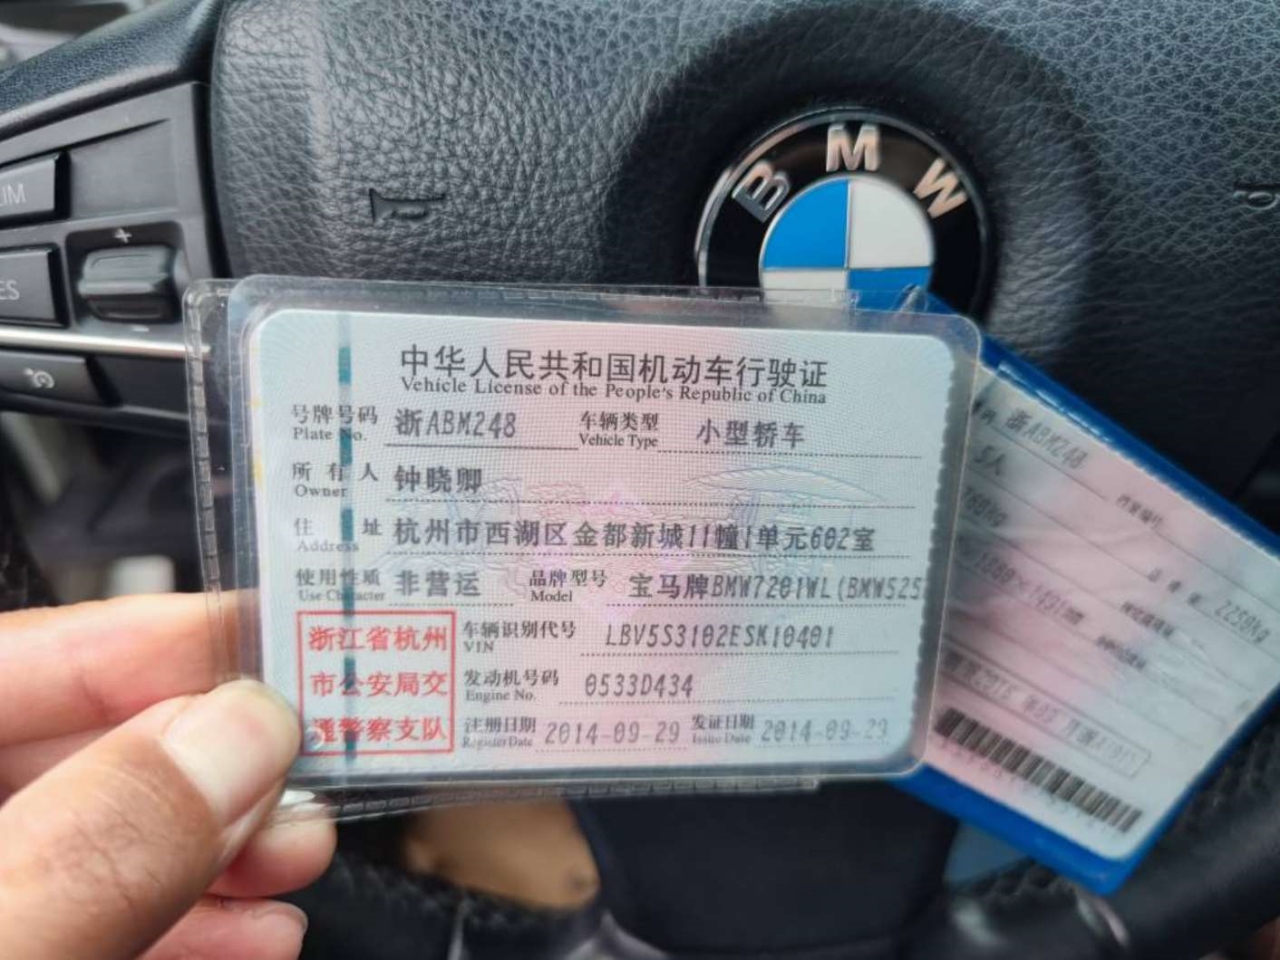 LIM
ES
+
BMW
中华人民共和国机动车行驶证
Vehicle License of the People's Republic of China
号牌号码 浙ABM248 车辆类型 小型轿车
Plate No. Vehicle Type
所有人 钟晓卿
Owner
住址 杭州市西湖区金都新城11幢1单元602室
Address
使用性质 非营运 品牌型号 宝马牌BMW7201WL(BMW525
Use Character Model
浙江省杭州
市公安局交
通警察支队
车辆识别代号 LBV5S3102ESK10401
VIN
发动机号码 0533D434
Engine No.
注册日期 2014-09-29 发证日期 2014-09-29
Register Date Issue Date
浙ABM248
5人
2250kg